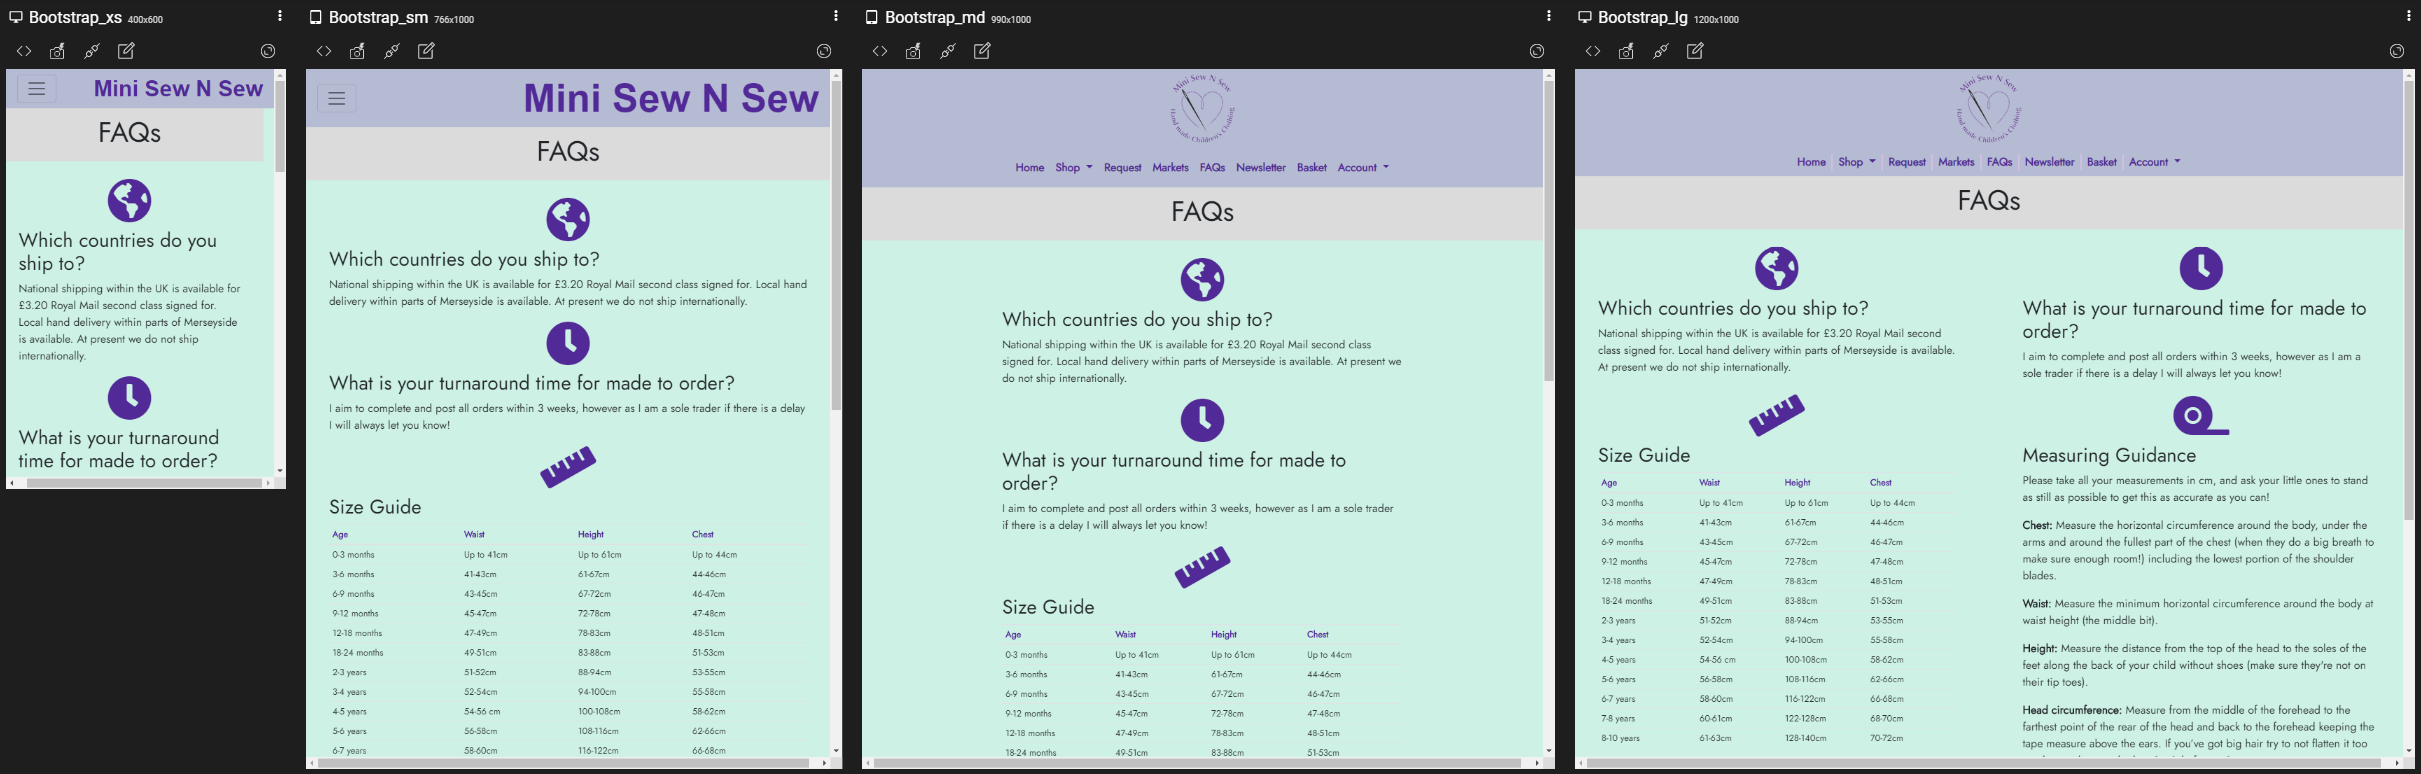 Bootstrap_xs 400x600
Mini Sew N Sew
FAQs
Which countries do you
ship to?
National shipping within the UK is available for
£3.20 Royal Mail second class signed for.
Local hand delivery within parts of Merseyside
is available. At present we do not ship
internationally.
What is your turnaround
time for made to order?
Bootstrap_sm 766x1000
Mini Sew N Sew
FAQs
Which countries do you ship to?
National shipping within the UK is available for £3.20 Royal Mail second class signed for. Local hand
delivery within parts of Merseyside is available. At present we do not ship internationally.
What is your turnaround time for made to order?
I aim to complete and post all orders within 3 weeks, however as I am a sole trader if there is a delay
I will always let you know!
Size Guide
Age Waist Height Chest
0-3 months Up to 41cm Up to 61cm Up to 44cm
3-6 months 41-43cm 61-67cm 44-46cm
6-9 months 43-45cm 67-72cm 46-47cm
9-12 months 45-47cm 72-78cm 47-48cm
12-18 months 47-49cm 78-83cm 48-51cm
18-24 months 49-51cm 83-88cm 51-53cm
2-3 years 51-52cm 88-94cm 53-55cm
3-4 years 52-54cm 94-100cm 55-58cm
4-5 years 54-56 cm 100-108cm 58-62cm
5-6 years 56-58cm 108-116cm 62-66cm
6-7 years 58-60cm 116-122cm 66-68cm
Bootstrap_md 990x1000
Mini Sew N Sew
Hand made Children's Clothing
Home Shop Request Markets FAQs Newsletter Basket Account
FAQs
Which countries do you ship to?
National shipping within the UK is available for £3.20 Royal Mail second class
signed for. Local hand delivery within parts of Merseyside is available. At present we
do not ship internationally.
What is your turnaround time for made to
order?
I aim to complete and post all orders within 3 weeks, however as I am a sole trader
if there is a delay I will always let you know!
Size Guide
Age Waist Height Chest
0-3 months Up to 41cm Up to 61cm Up to 44cm
3-6 months 41-43cm 61-67cm 44-46cm
6-9 months 43-45cm 67-72cm 46-47cm
9-12 months 45-47cm 72-78cm 47-48cm
12-18 months 47-49cm 78-83cm 48-51cm
18-24 months 49-51cm 83-88cm 51-53cm
Bootstrap_lg 1200x1000
Mini Sew N Sew
Hand made Children's Clothing
Home Shop Request Markets FAQs Newsletter Basket Account
FAQs
Which countries do you ship to?
National shipping within the UK is available for £3.20 Royal Mail second
class signed for. Local hand delivery within parts of Merseyside is available.
At present we do not ship internationally.
What is your turnaround time for made to
order?
I aim to complete and post all orders within 3 weeks, however as I am a
sole trader if there is a delay I will always let you know!
Size Guide
Age Waist Height Chest
0-3 months Up to 41cm Up to 61cm Up to 44cm
3-6 months 41-43cm 61-67cm 44-46cm
6-9 months 43-45cm 67-72cm 46-47cm
9-12 months 45-47cm 72-78cm 47-48cm
12-18 months 47-49cm 78-83cm 48-51cm
18-24 months 49-51cm 83-88cm 51-53cm
2-3 years 51-52cm 88-94cm 53-55cm
3-4 years 52-54cm 94-100cm 55-58cm
4-5 years 54-56 cm 100-108cm 58-62cm
5-6 years 56-58cm 108-116cm 62-66cm
6-7 years 58-60cm 116-122cm 66-68cm
7-8 years 60-61cm 122-128cm 68-70cm
8-10 years 61-63cm 128-140cm 70-72cm
Measuring Guidance
Please take all your measurements in cm, and ask your little ones to stand
as still as possible to get this as accurate as you can!
Chest: Measure the horizontal circumference around the body, under the
arms and around the fullest part of the chest (when they do a big breath to
make sure enough room!) including the lowest portion of the shoulder
blades.
Waist: Measure the minimum horizontal circumference around the body at
waist height (the middle bit).
Height: Measure the distance from the top of the head to the soles of the
feet along the back of your child without shoes (make sure they're not on
their tip toes).
Head circumference: Measure from the middle of the forehead to the
farthest point of the rear of the head and back to the forehead keeping the
tape measure above the ears. If you've got big hair try to not flatten it too